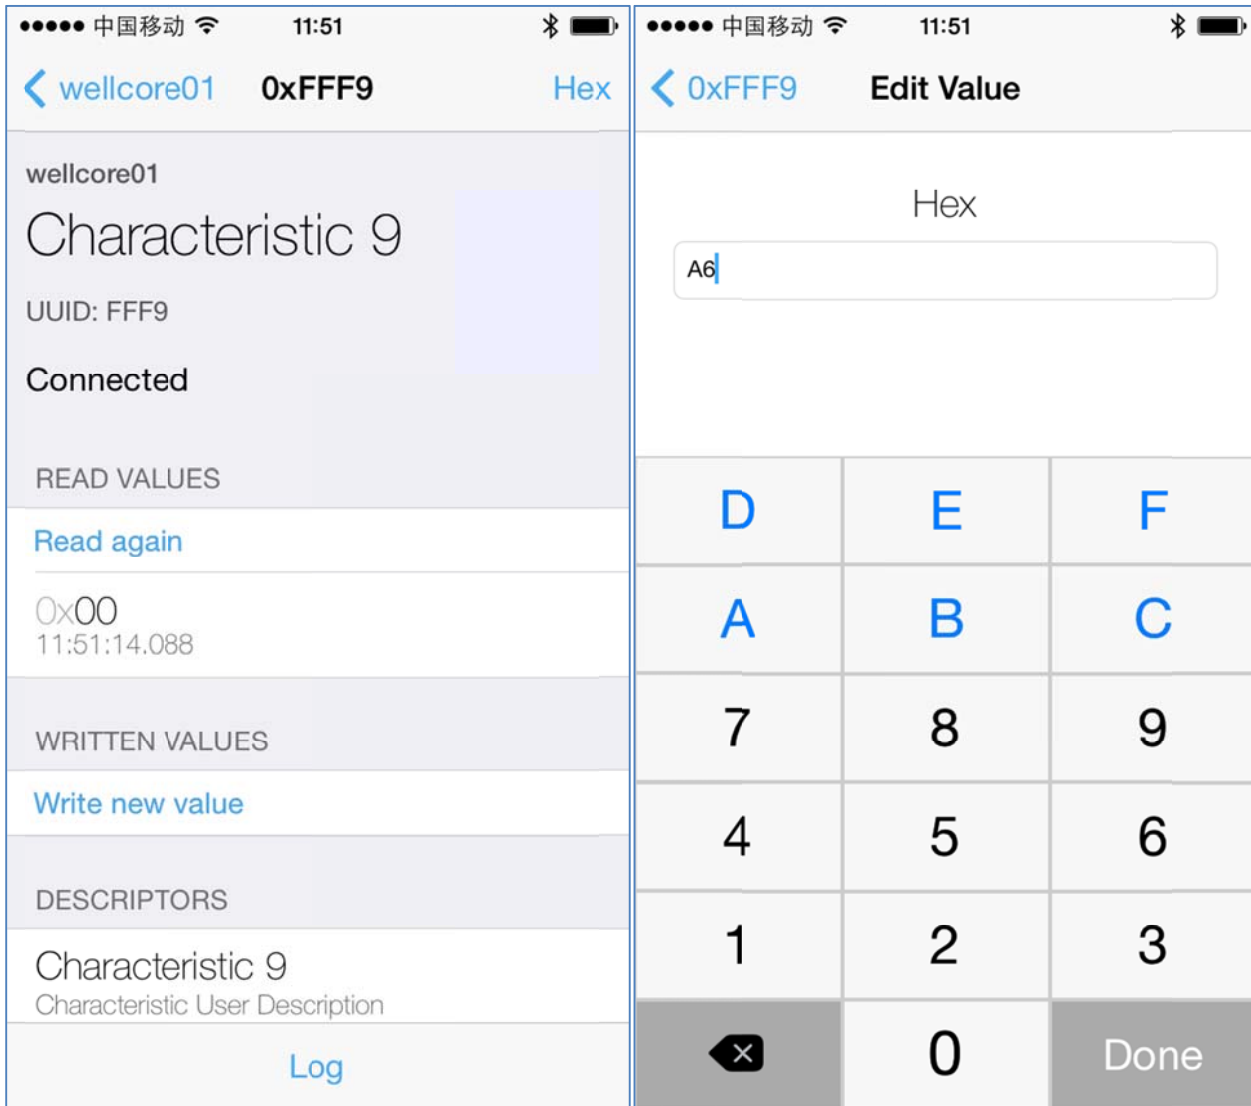 中国移动 11:51
wellcore01 0xFFF9 Hex
wellcore01
Characteristic 9
UUID: FFF9
Connected
READ VALUES
Read again
0x00
11:51:14.088
WRITTEN VALUES
Write new value
DESCRIPTORS
Characteristic 9
Characteristic User Description
Log
中国移动 11:51
0xFFF9 Edit Value
Hex
A6
D E F
A B C
7 8 9
4 5 6
1 2 3
0 Done